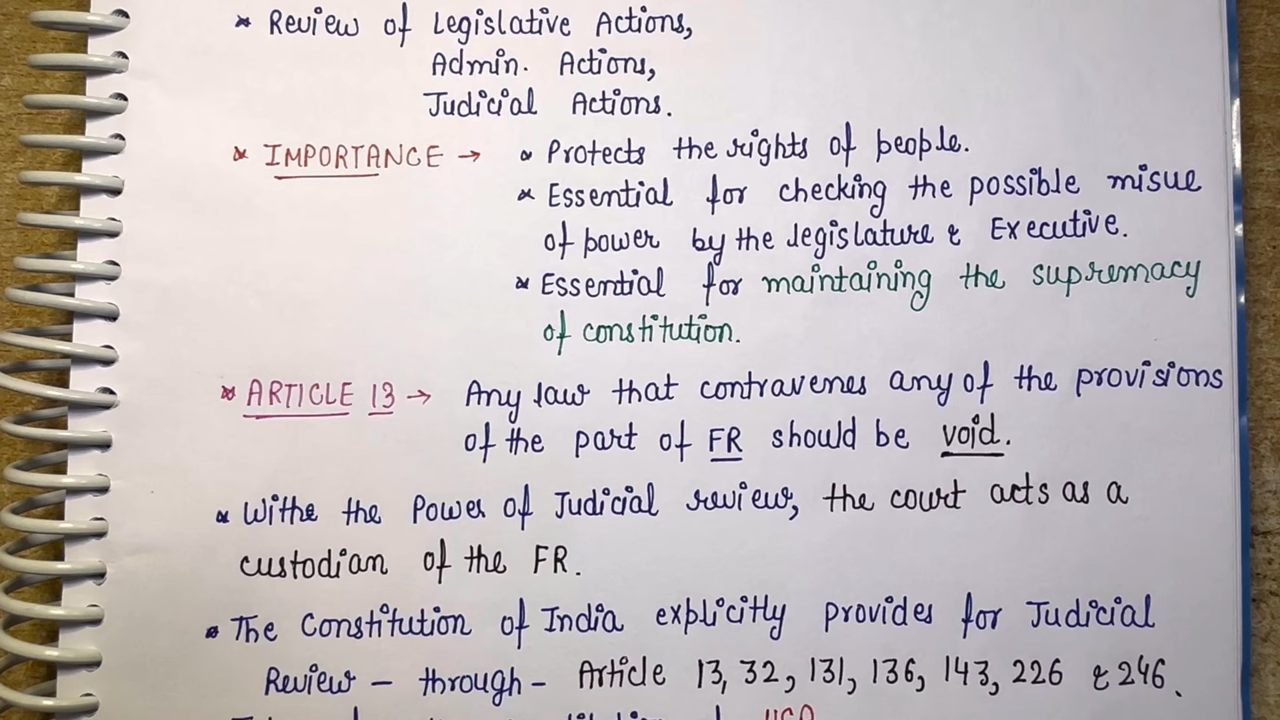 * Review of Legislative Actions,
Admin. Actions,
Judicial Actions.
* IMPORTANCE → * Protects the rights of people.
* Essential for checking the possible misue
of power by the legislature & Executive.
* Essential for maintaining the supremacy
of constitution.
* ARTICLE 13 → Any law that contravenes any of the provisions
of the part of FR should be void.
* Withe the Power of Judicial review, the court acts as a
custodian of the FR.
* The Constitution of India explicitly provides for Judicial
Review - through - Article 13, 32, 131, 136, 143, 226 & 246.